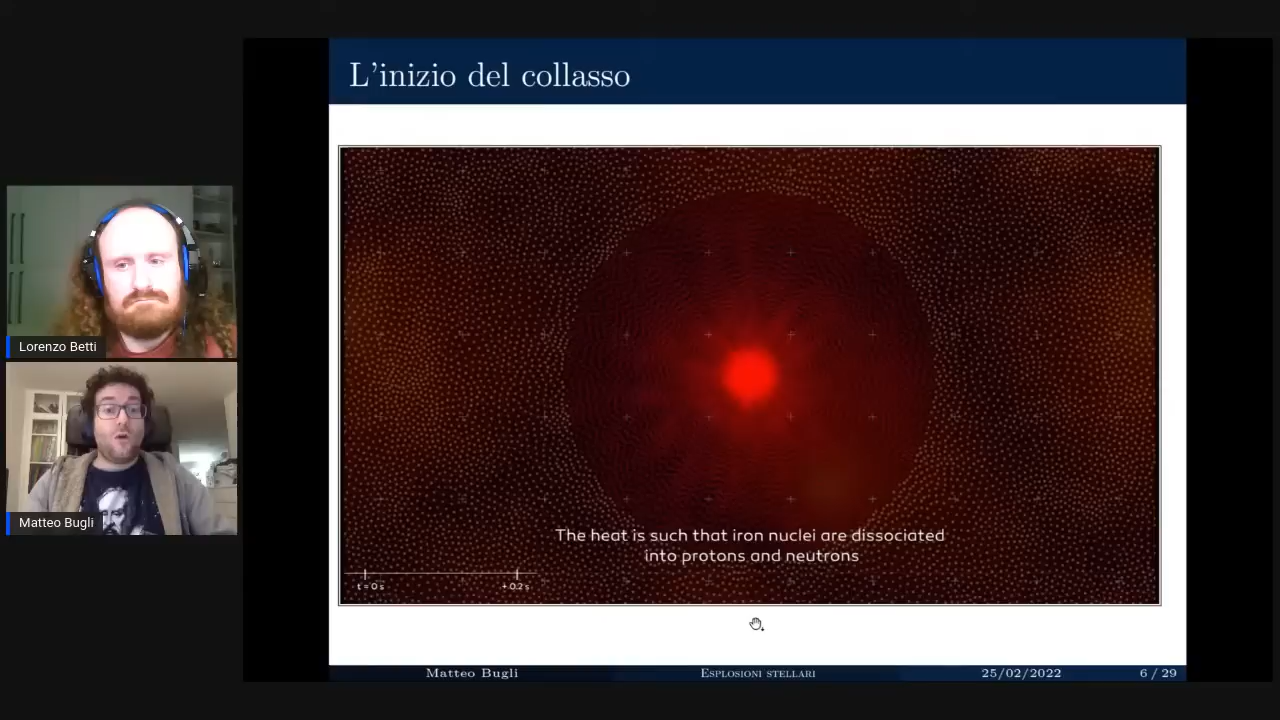 L'inizio del collasso
Lorenzo Betti
Matteo Bugli
The heat is such that iron nuclei are dissociated
into protons and neutrons
t = 0 s
+ 0.2 s
Matteo Bugli
Esplosioni stellari
25/02/2022
6 / 29